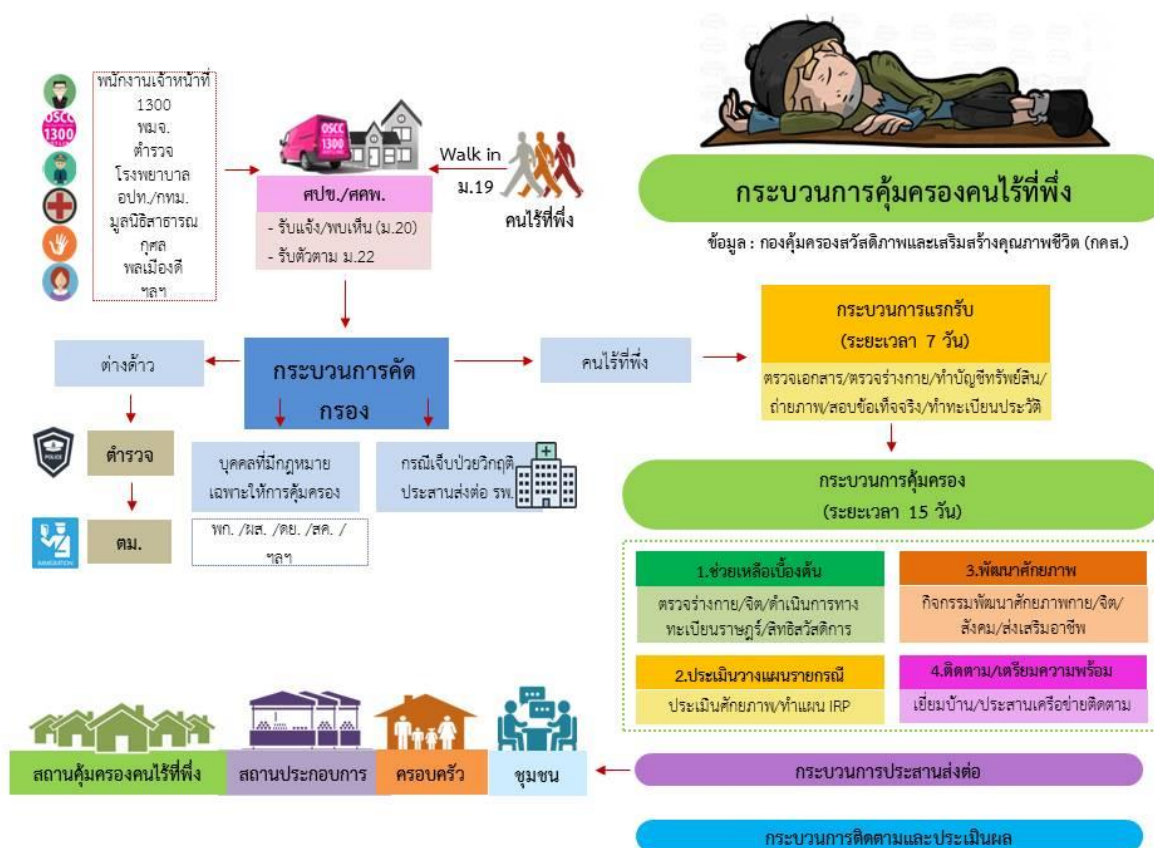 พนักงานเจ้าหน้าที่
1300
พมจ.
ตำรวจ
โรงพยาบาล
อปท./กทม.
มูลนิธิสาธารณ
กุศล
พลเมืองดี
ฯลฯ
OSCC
1300
OSCC
1300
Walk in
ม.19
คนไร้ที่พึ่ง
ศปข./ศคพ.
- รับแจ้ง/พบเห็น (ม.20)
- รับตัวตาม ม.22
กระบวนการคุ้มครองคนไร้ที่พึ่ง
ข้อมูล : กองคุ้มครองสวัสดิภาพและเสริมสร้างคุณภาพชีวิต (กคส.)
ต่างด้าว
กระบวนการคัด
กรอง
คนไร้ที่พึ่ง
กระบวนการแรกรับ
(ระยะเวลา 7 วัน)
ตรวจเอกสาร/ตรวจร่างกาย/ทำบัญชีทรัพย์สิน/
ถ่ายภาพ/สอบข้อเท็จจริง/ทำทะเบียนประวัติ
POLICE
ตำรวจ
IMMIGRATION
ตม.
บุคคลที่มีกฎหมาย
เฉพาะให้การคุ้มครอง
พก. /ผส. /ดย. /สค. /
ฯลฯ
กรณีเจ็บป่วยวิกฤติ
ประสานส่งต่อ รพ.
กระบวนการคุ้มครอง
(ระยะเวลา 15 วัน)
1.ช่วยเหลือเบื้องต้น
ตรวจร่างกาย/จิต/ดำเนินการทาง
ทะเบียนราษฎร์/สิทธิสวัสดิการ
3.พัฒนาศักยภาพ
กิจกรรมพัฒนาศักยภาพกาย/จิต/
สังคม/ส่งเสริมอาชีพ
2.ประเมินวางแผนรายกรณี
ประเมินศักยภาพ/ทำแผน IRP
4.ติดตาม/เตรียมความพร้อม
เยี่ยมบ้าน/ประสานเครือข่ายติดตาม
สถานคุ้มครองคนไร้ที่พึ่ง
สถานประกอบการ
ครอบครัว
ชุมชน
กระบวนการประสานส่งต่อ
กระบวนการติดตามและประเมินผล